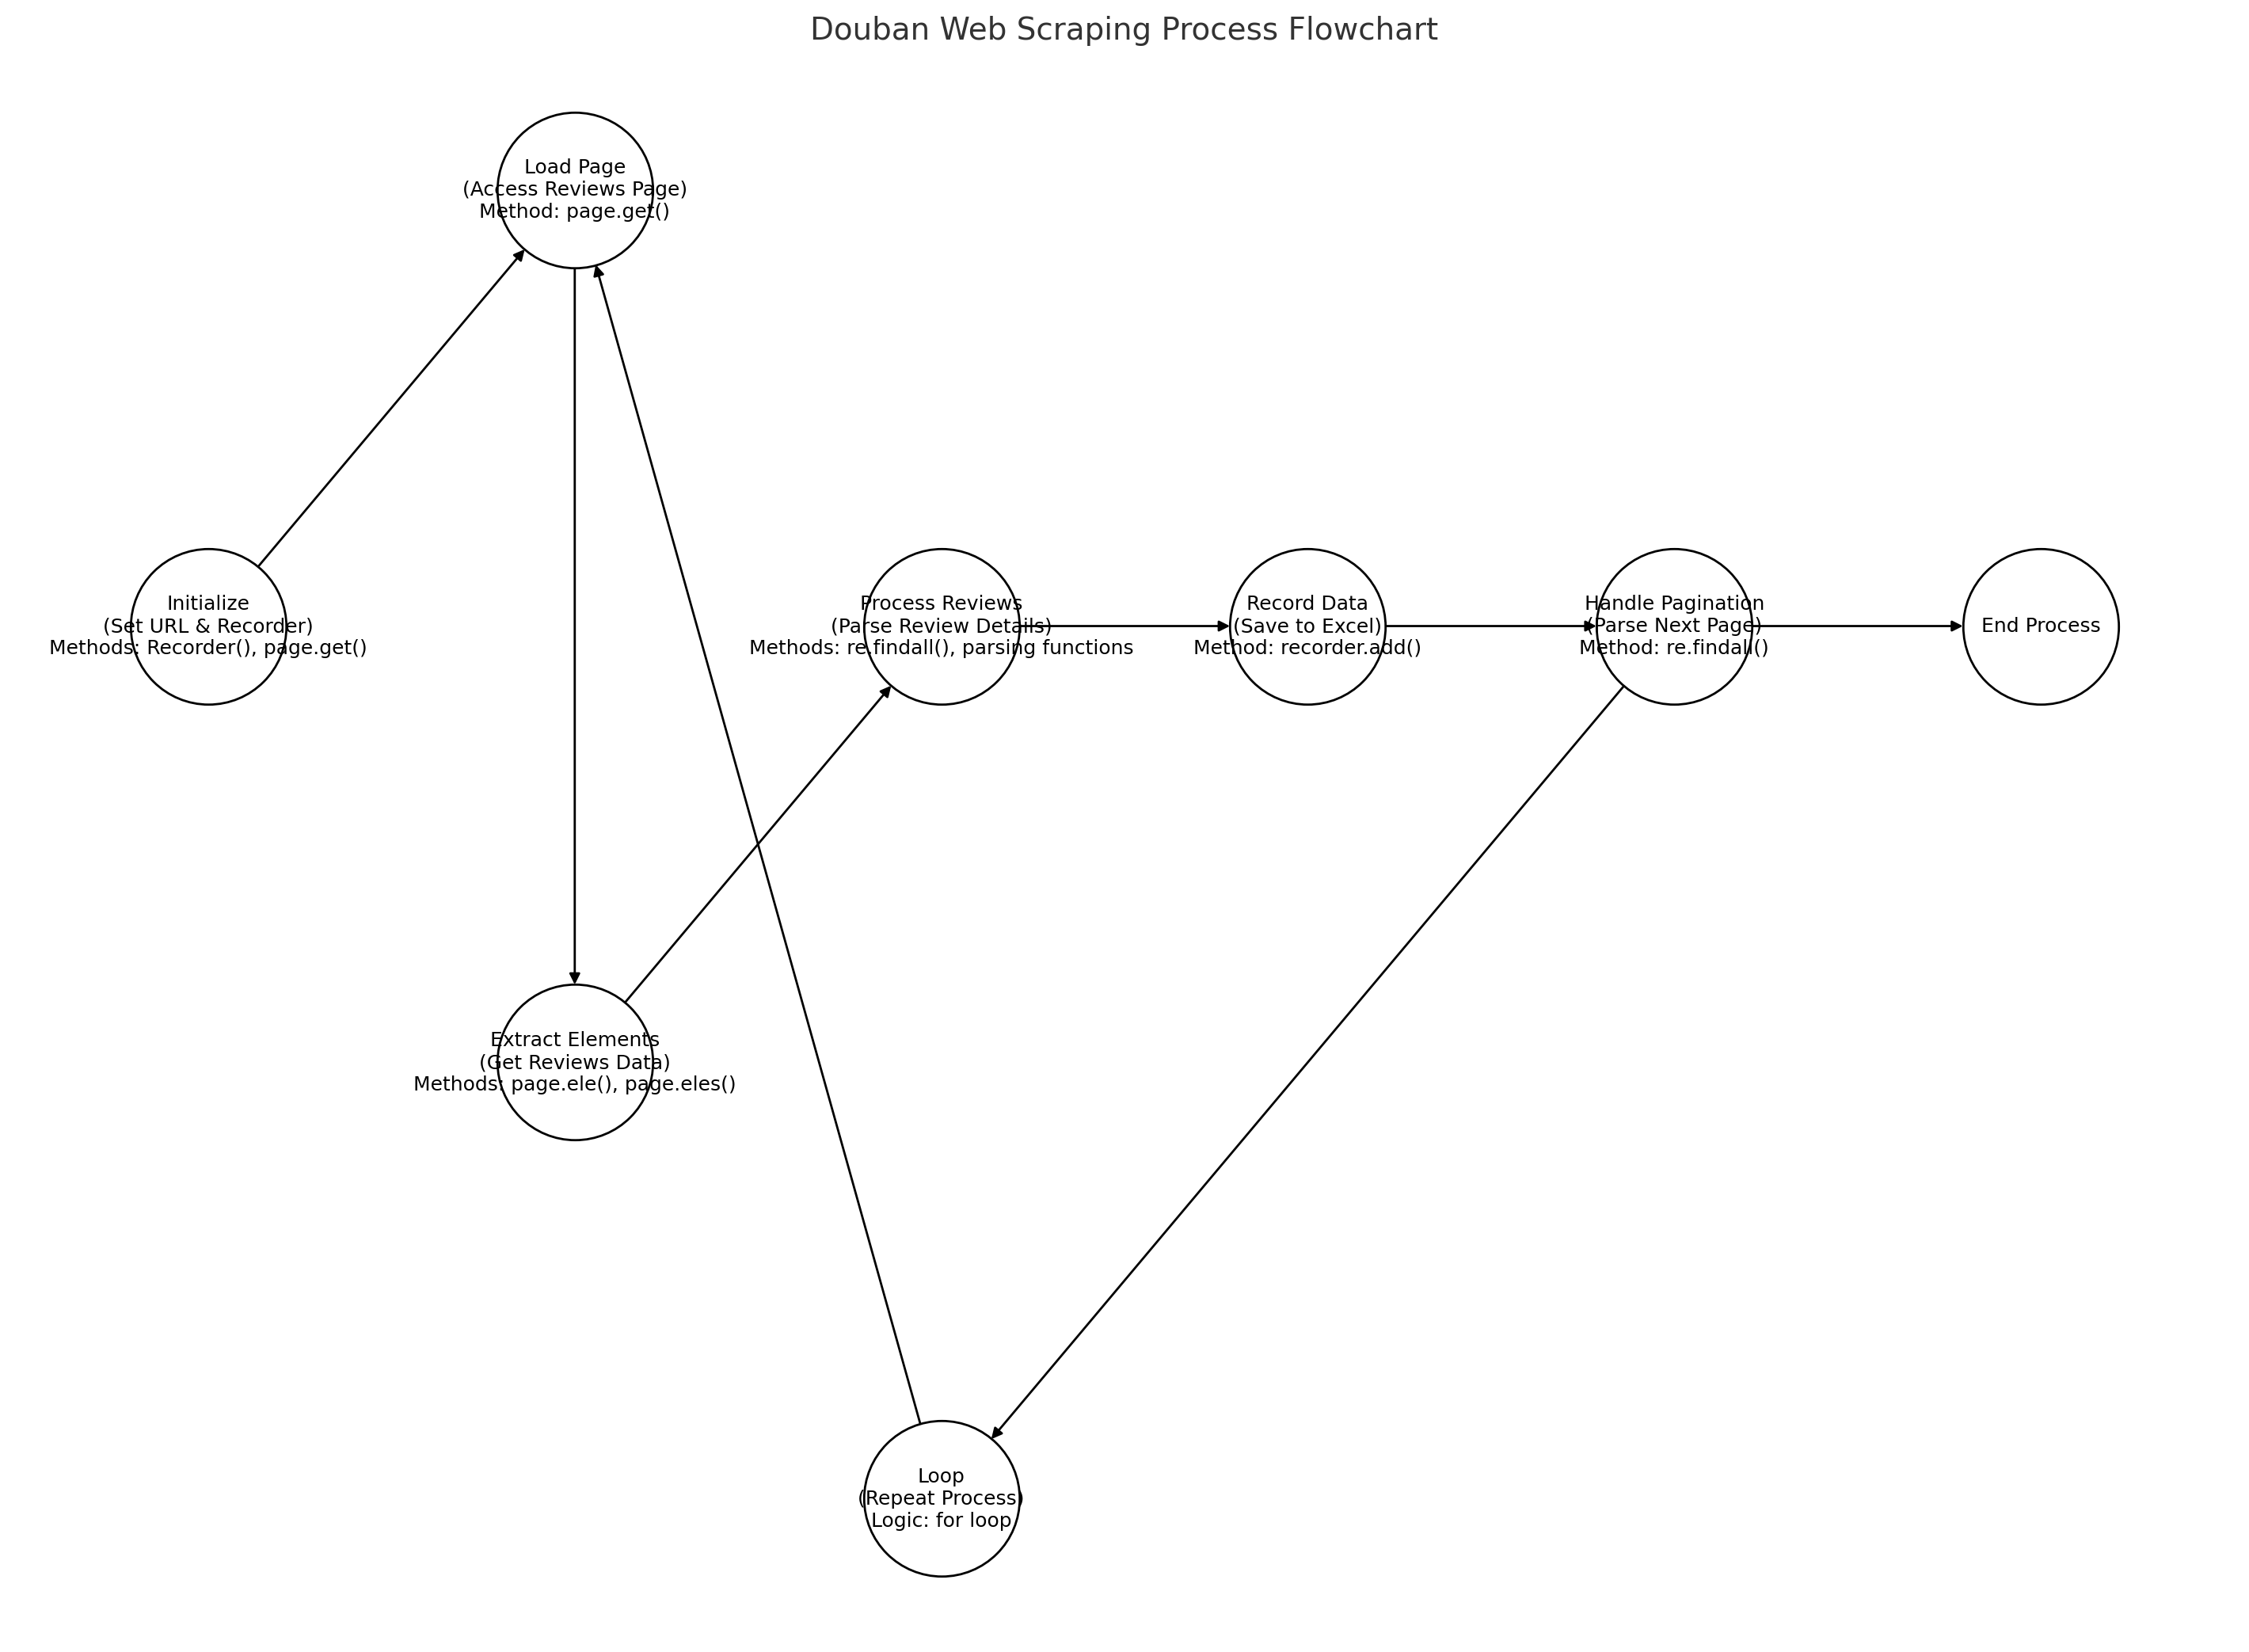 Douban Web Scraping Process Flowchart
Load Page
(Access Reviews Page)
Method: page.get()
Initialize
(Set URL & Recorder)
Methods: Recorder(), page.get()
Process Reviews
(Parse Review Details)
Methods: re.findall(), parsing functions
Record Data
(Save to Excel)
Method: recorder.add()
Handle Pagination
(Parse Next Page)
Method: re.findall()
End Process
Extract Elements
(Get Reviews Data)
Methods: page.ele(), page.eles()
Loop
(Repeat Process)
Logic: for loop